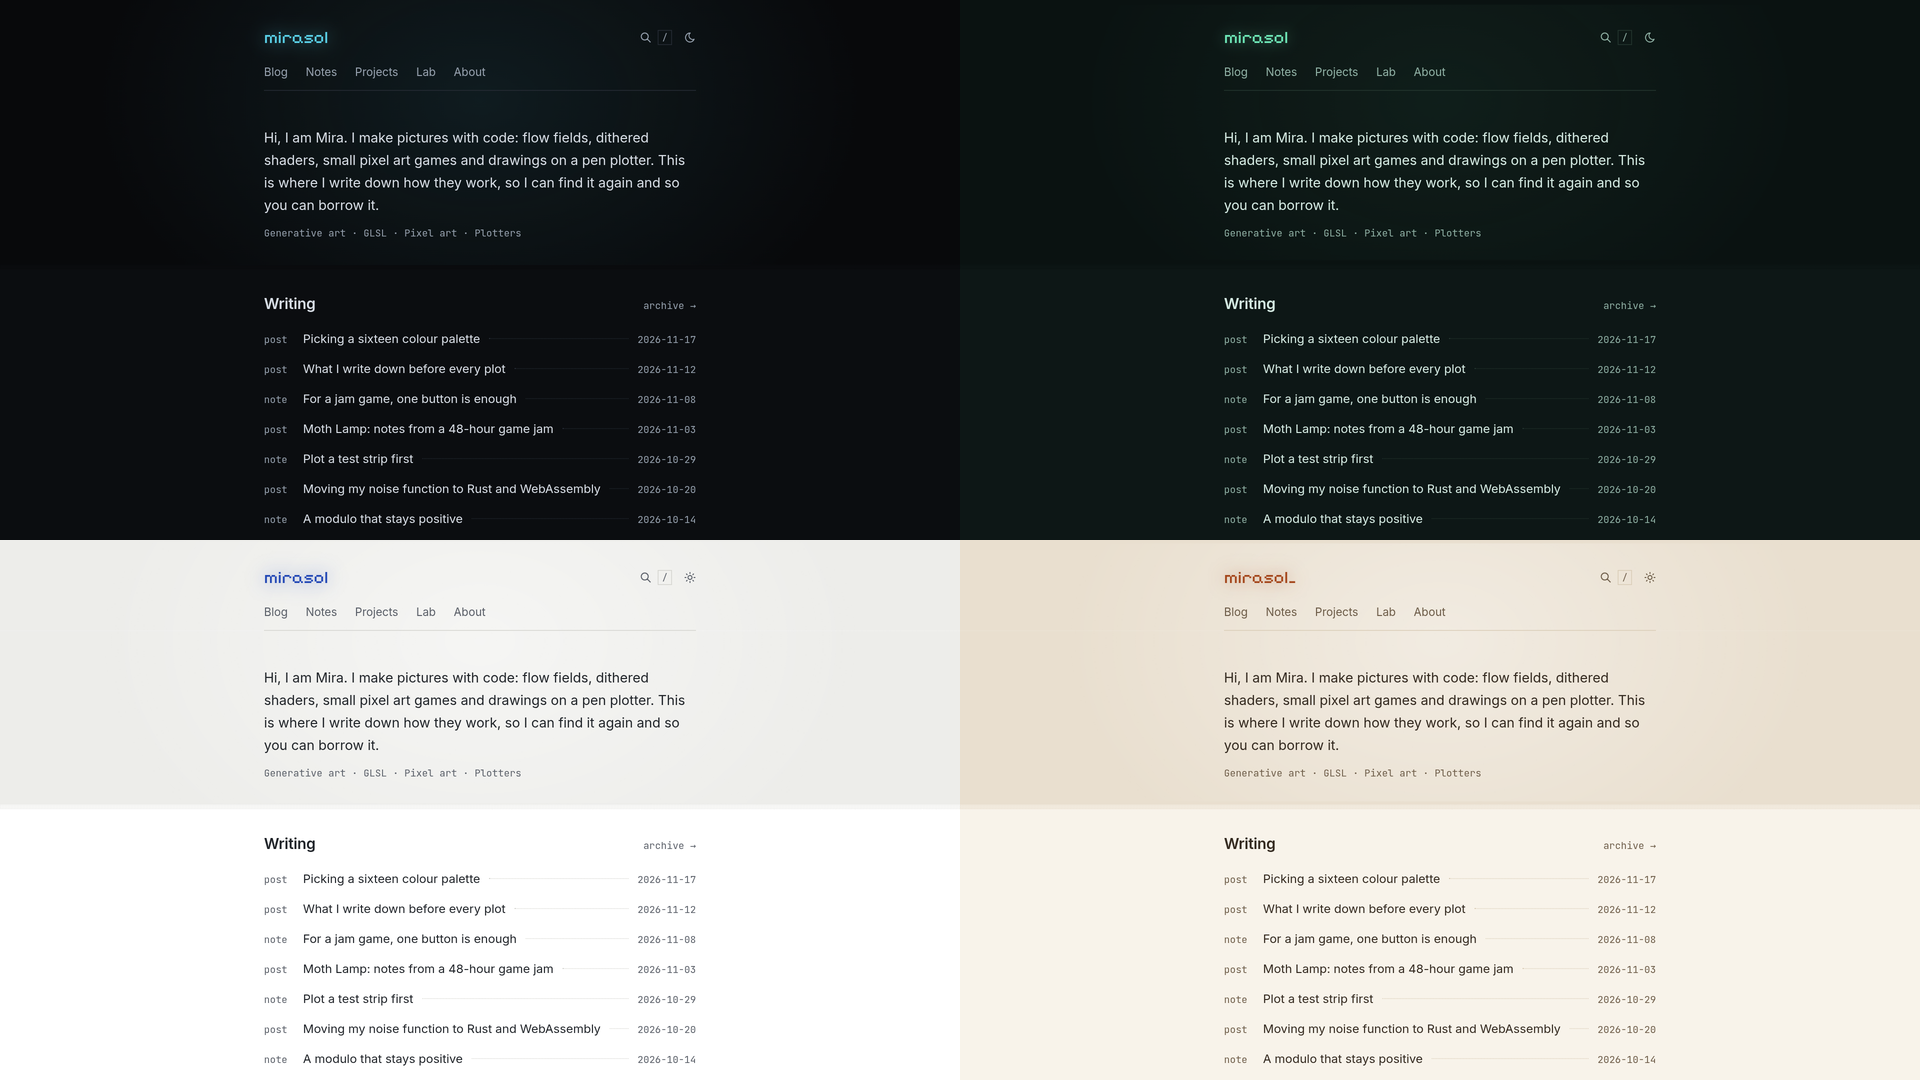 mirasol
/
Blog Notes Projects Lab About
Hi, I am Mira. I make pictures with code: flow fields, dithered
shaders, small pixel art games and drawings on a pen plotter. This
is where I write down how they work, so I can find it again and so
you can borrow it.
Generative art · GLSL · Pixel art · Plotters
Writing archive →
post Picking a sixteen colour palette 2026-11-17
post What I write down before every plot 2026-11-12
note For a jam game, one button is enough 2026-11-08
post Moth Lamp: notes from a 48-hour game jam 2026-11-03
note Plot a test strip first 2026-10-29
post Moving my noise function to Rust and WebAssembly 2026-10-20
note A modulo that stays positive 2026-10-14
mirasol
/
Blog Notes Projects Lab About
Hi, I am Mira. I make pictures with code: flow fields, dithered
shaders, small pixel art games and drawings on a pen plotter. This
is where I write down how they work, so I can find it again and so
you can borrow it.
Generative art · GLSL · Pixel art · Plotters
Writing archive →
post Picking a sixteen colour palette 2026-11-17
post What I write down before every plot 2026-11-12
note For a jam game, one button is enough 2026-11-08
post Moth Lamp: notes from a 48-hour game jam 2026-11-03
note Plot a test strip first 2026-10-29
post Moving my noise function to Rust and WebAssembly 2026-10-20
note A modulo that stays positive 2026-10-14
mirasol
/
Blog Notes Projects Lab About
Hi, I am Mira. I make pictures with code: flow fields, dithered
shaders, small pixel art games and drawings on a pen plotter. This
is where I write down how they work, so I can find it again and so
you can borrow it.
Generative art · GLSL · Pixel art · Plotters
Writing archive →
post Picking a sixteen colour palette 2026-11-17
post What I write down before every plot 2026-11-12
note For a jam game, one button is enough 2026-11-08
post Moth Lamp: notes from a 48-hour game jam 2026-11-03
note Plot a test strip first 2026-10-29
post Moving my noise function to Rust and WebAssembly 2026-10-20
note A modulo that stays positive 2026-10-14
mirasol_
/
Blog Notes Projects Lab About
Hi, I am Mira. I make pictures with code: flow fields, dithered
shaders, small pixel art games and drawings on a pen plotter. This
is where I write down how they work, so I can find it again and so
you can borrow it.
Generative art · GLSL · Pixel art · Plotters
Writing archive →
post Picking a sixteen colour palette 2026-11-17
post What I write down before every plot 2026-11-12
note For a jam game, one button is enough 2026-11-08
post Moth Lamp: notes from a 48-hour game jam 2026-11-03
note Plot a test strip first 2026-10-29
post Moving my noise function to Rust and WebAssembly 2026-10-20
note A modulo that stays positive 2026-10-14